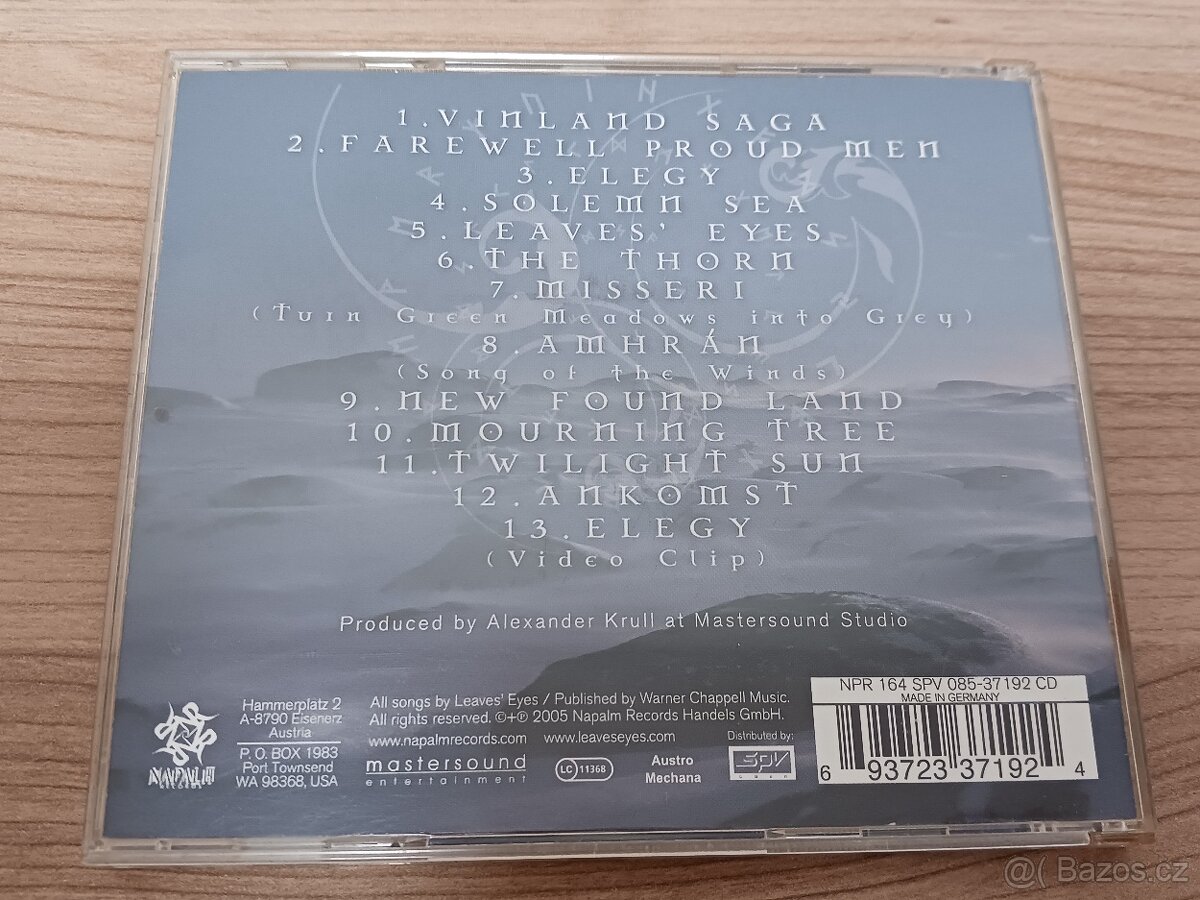 1.VINLAND SAGA
2.FAREWELL PROUD MEN
3.ELEGY
4.SOLEMN SEA
5.LEAVES' EYES
6.THE THORN
7.MISSERI
(Turn Green Meadows into Grey)
8.AMHRÁN
(Song of the Winds)
9.NEW FOUND LAND
10.MOURNING TREE
11.TWILIGHT SUN
12.ANKOMST
13.ELEGY
(Video Clip)
Produced by Alexander Krull at Mastersound Studio
NAPALM
Hammerplatz 2
A-8790 Eisenerz
Austria
P. O. BOX 1983
Port Townsend
WA 98368, USA
All songs by Leaves' Eyes / Published by Warner Chappell Music.
All rights reserved. ©+℗ 2005 Napalm Records Handels GmbH.
www.napalmrecords.com www.leaveseyes.com
mastersound
entertainment
LC 11368
Austro
Mechana
Distributed by:
SPV
NPR 164 SPV 085-37192 CD
MADE IN GERMANY
6 93723 37192 4
@( Bazos.cz